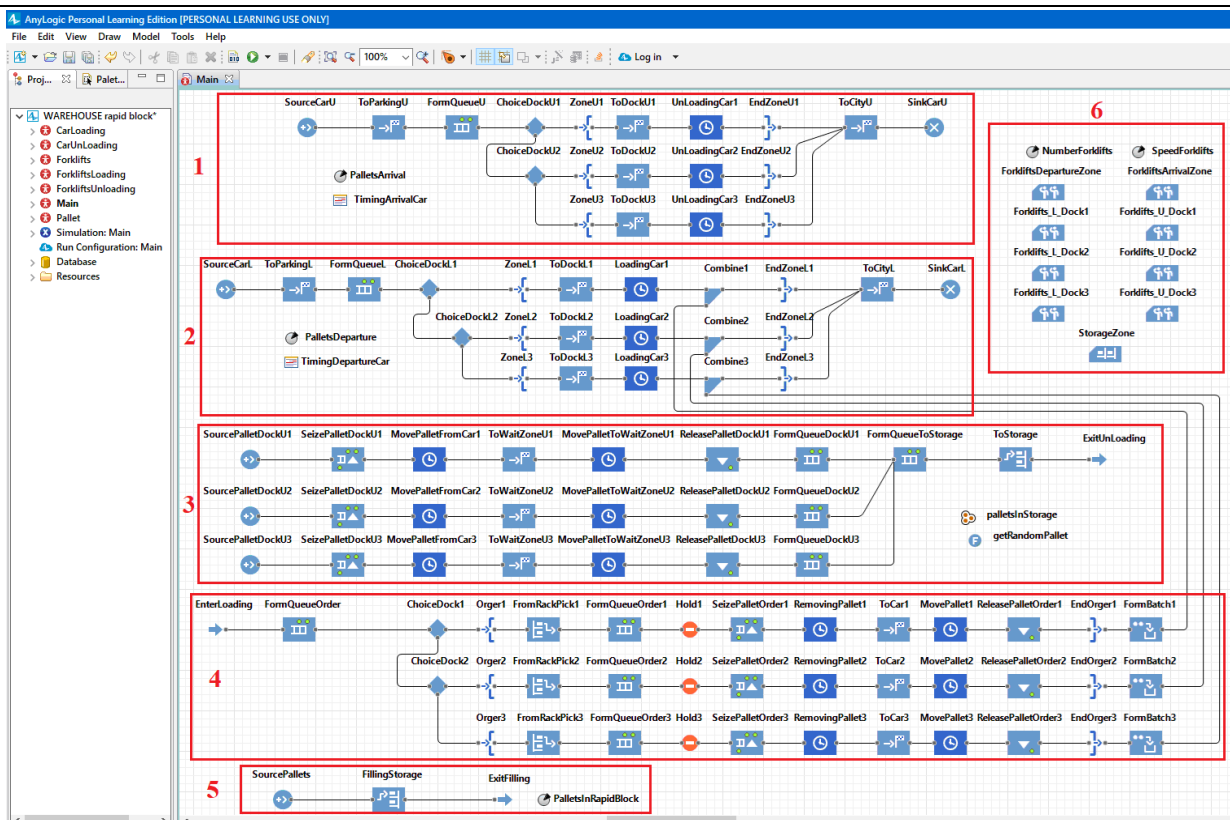 AnyLogic Personal Learning Edition [PERSONAL LEARNING USE ONLY]
File Edit View Draw Model Tools Help
100% Log in
Proj... Palet... Main
WAREHOUSE rapid block*
CarLoading
CarUnLoading
Forklifts
ForkliftsLoading
ForkliftsUnloading
Main
Pallet
Simulation: Main
Run Configuration: Main
Database
Resources
SourceCarU ToParkingU FormQueueU ChoiceDockU1 ZoneU1 ToDockU1 UnLoadingCar1 EndZoneU1 ToCityU SinkCarU
ChoiceDockU2 ZoneU2 ToDockU2 UnLoadingCar2 EndZoneU2
1
PalletsArrival
TimingArrivalCar
ZoneU3 ToDockU3 UnLoadingCar3 EndZoneU3
SourceCarL ToParkingL FormQueueL ChoiceDockL1 ZoneL1 ToDockL1 LoadingCar1 Combine1 EndZoneL1 ToCityL SinkCarL
ChoiceDockL2 ZoneL2 ToDockL2 LoadingCar2 Combine2 EndZoneL2
2
PalletsDeparture
TimingDepartureCar
ZoneL3 ToDockL3 LoadingCar3 Combine3 EndZoneL3
6
NumberForklifts SpeedForklifts
ForkliftsDepartureZone ForkliftsArrivalZone
Forklifts_L_Dock1 Forklifts_U_Dock1
Forklifts_L_Dock2 Forklifts_U_Dock2
Forklifts_L_Dock3 Forklifts_U_Dock3
StorageZone
SourcePalletDockU1 SeizePalletDockU1 MovePalletFromCar1 ToWaitZoneU1 MovePalletToWaitZoneU1 ReleasePalletDockU1 FormQueueDockU1 FormQueueToStorage ToStorage ExitUnLoading
SourcePalletDockU2 SeizePalletDockU2 MovePalletFromCar2 ToWaitZoneU2 MovePalletToWaitZoneU2 ReleasePalletDockU2 FormQueueDockU2
3
palletsInStorage
getRandomPallet
SourcePalletDockU3 SeizePalletDockU3 MovePalletFromCar3 ToWaitZoneU3 MovePalletToWaitZoneU3 ReleasePalletDockU3 FormQueueDockU3
EnterLoading FormQueueOrder ChoiceDock1 Orger1 FromRackPick1 FormQueueOrder1 Hold1 SeizePalletOrder1 RemovingPallet1 ToCar1 MovePallet1 ReleasePalletOrder1 EndOrger1 FormBatch1
ChoiceDock2 Orger2 FromRackPick2 FormQueueOrder2 Hold2 SeizePalletOrder2 RemovingPallet2 ToCar2 MovePallet2 ReleasePalletOrder2 EndOrger2 FormBatch2
4
Orger3 FromRackPick3 FormQueueOrder3 Hold3 SeizePalletOrder3 RemovingPallet3 ToCar3 MovePallet3 ReleasePalletOrder3 EndOrger3 FormBatch3
5
SourcePallets FillingStorage ExitFilling
PalletsInRapidBlock